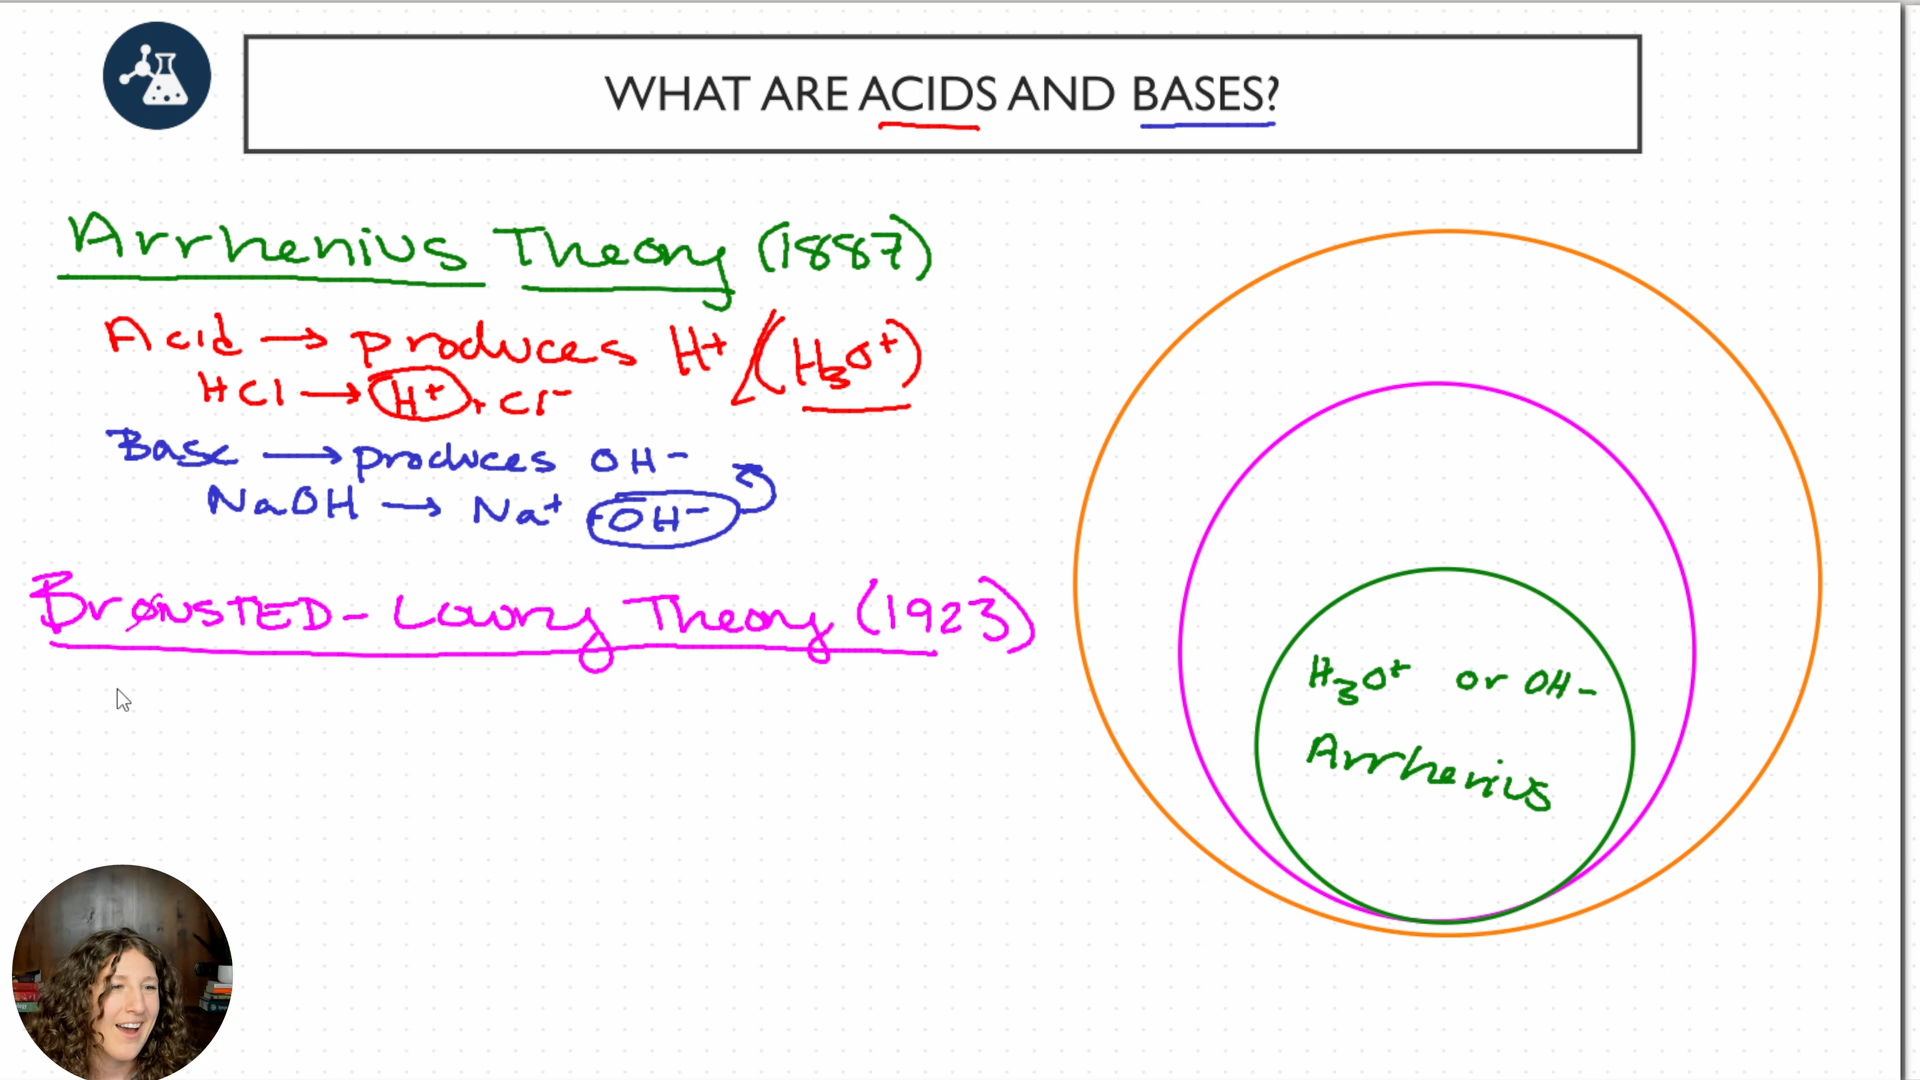 WHAT ARE ACIDS AND BASES?
Arrhenius Theory (1887)
Acid → produces H+ / (H3O+)
HCl → H+ + Cl-
Base → produces OH-
NaOH → Na+ + OH-
BrØNSTED - Lowry Theory (1923)
H3O+ or OH-
Arrhenius